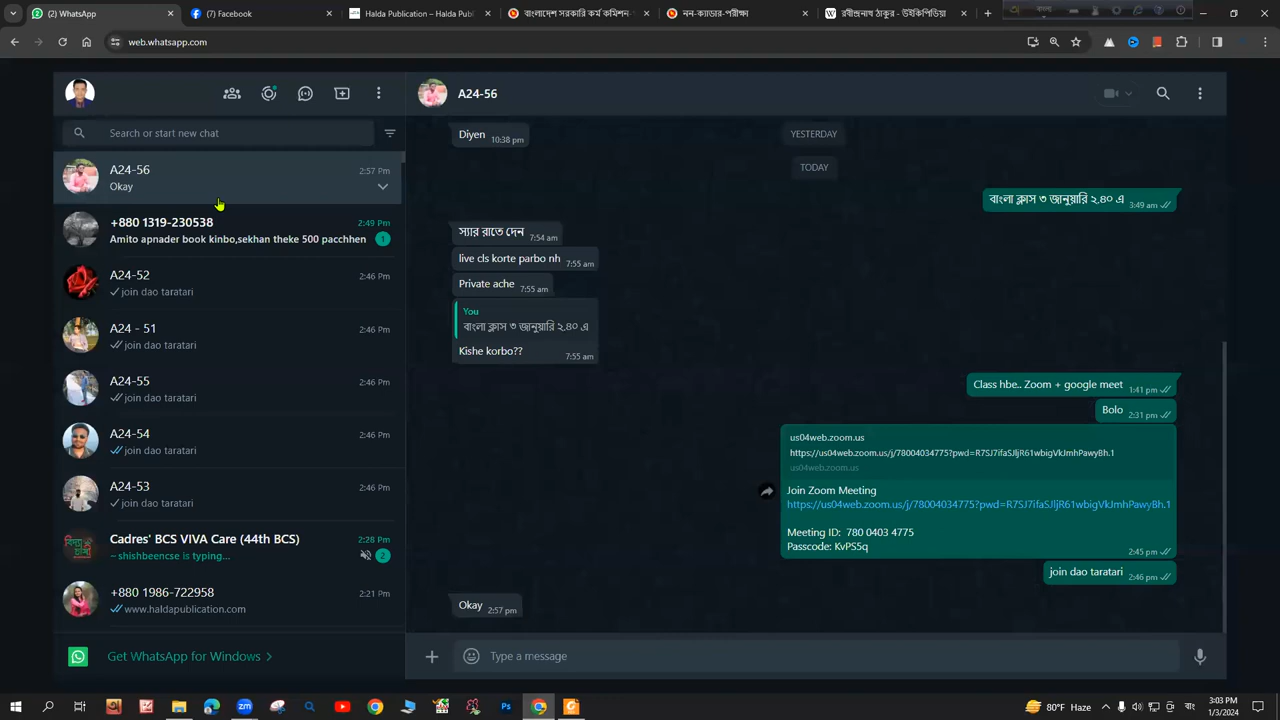 (2) WhatsApp
(2) Facebook
Halda Publication – Halda Publ
বাংলাদেশ সরকারি কর্ম কমিশন
নন-ক্যাডার-পরীক্ষা
রবীন্দ্রনাথ ঠাকুর - উইকিপিডিয়া
web.whatsapp.com
Search or start new chat
A24-56
2:57 PM
Okay
+880 1319-230538
2:49 Pm
Amito apnader book kinbo,sekhan theke 500 pacchhen
1
A24-52
2:46 Pm
join dao taratari
A24 - 51
2:46 Pm
join dao taratari
A24-55
2:46 Pm
join dao taratari
A24-54
2:46 Pm
join dao taratari
A24-53
2:46 Pm
join dao taratari
Cadres' BCS VIVA Care (44th BCS)
2:28 Pm
~ shishbeencse is typing...
2
+880 1986-722958
2:21 Pm
www.haldapublication.com
Get WhatsApp for Windows
A24-56
Diyen
10:38 pm
YESTERDAY
TODAY
বাংলা ক্লাস ৩ জানুয়ারি ২.৪০ এ
3:49 am
স্যার রাতে দেন
7:54 am
live cls korte parbo nh
7:55 am
Private ache
7:55 am
You
বাংলা ক্লাস ৩ জানুয়ারি ২.৪০ এ
Kishe korbo??
7:55 am
Class hbe.. Zoom + google meet
1:41 pm
Bolo
2:31 pm
us04web.zoom.us
https://us04web.zoom.us/j/78004034775?pwd=R7SJ7ifaSJljR61wbigVkJmhPawyBh.1
us04web.zoom.us
Join Zoom Meeting
https://us04web.zoom.us/j/78004034775?pwd=R7SJ7ifaSJljR61wbigVkJmhPawyBh.1
Meeting ID: 780 0403 4775
Passcode: KvPS5q
2:45 pm
join dao taratari
2:46 pm
Okay
2:57 pm
Type a message
80°F Haze
3:03 PM
1/3/2024